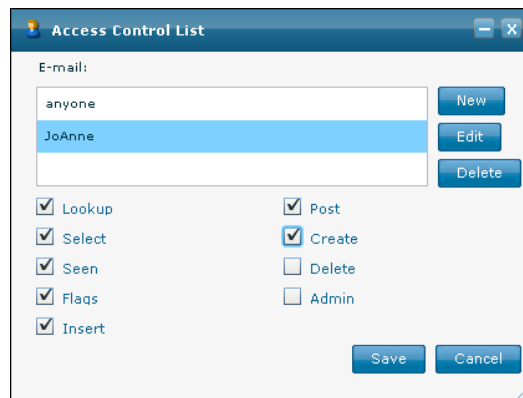 Access Control List
E-mail:
anyone
New
JoAnne
Edit
Delete
Lookup
Post
Select
Create
Seen
Delete
Flags
Admin
Insert
Save
Cancel